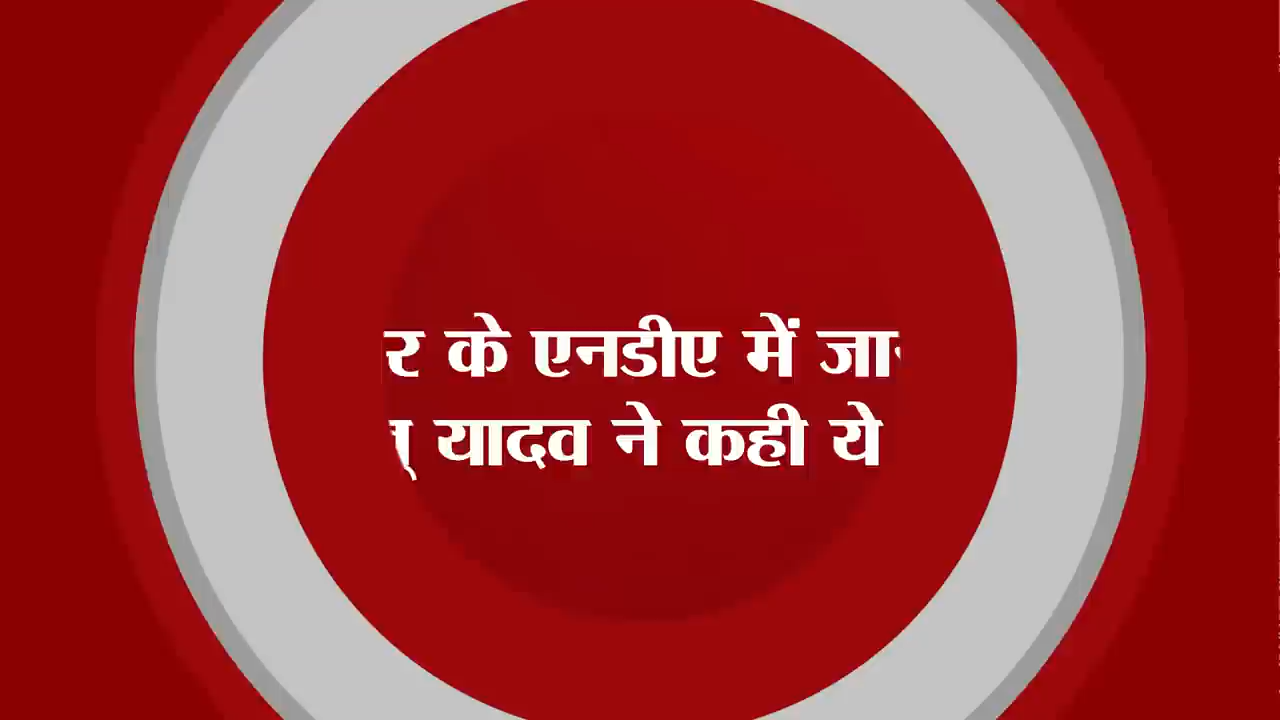 र के एनडीए में जा
यादव ने कही ये